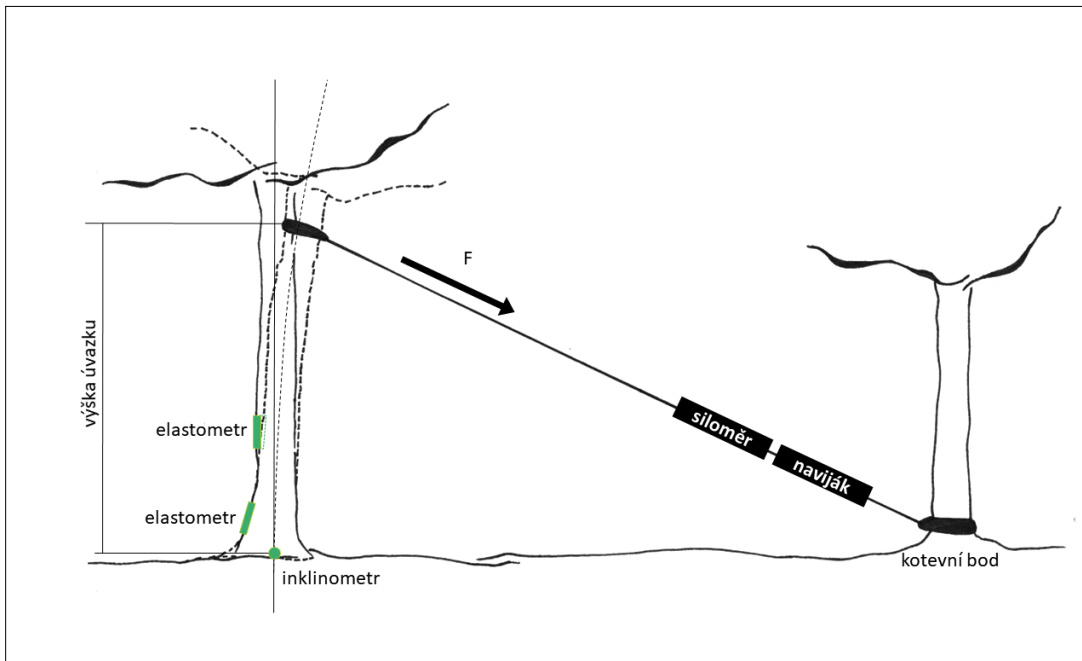 F
výška úvazku
elastometr
siloměr
naviják
elastometr
kotevní bod
inklinometr